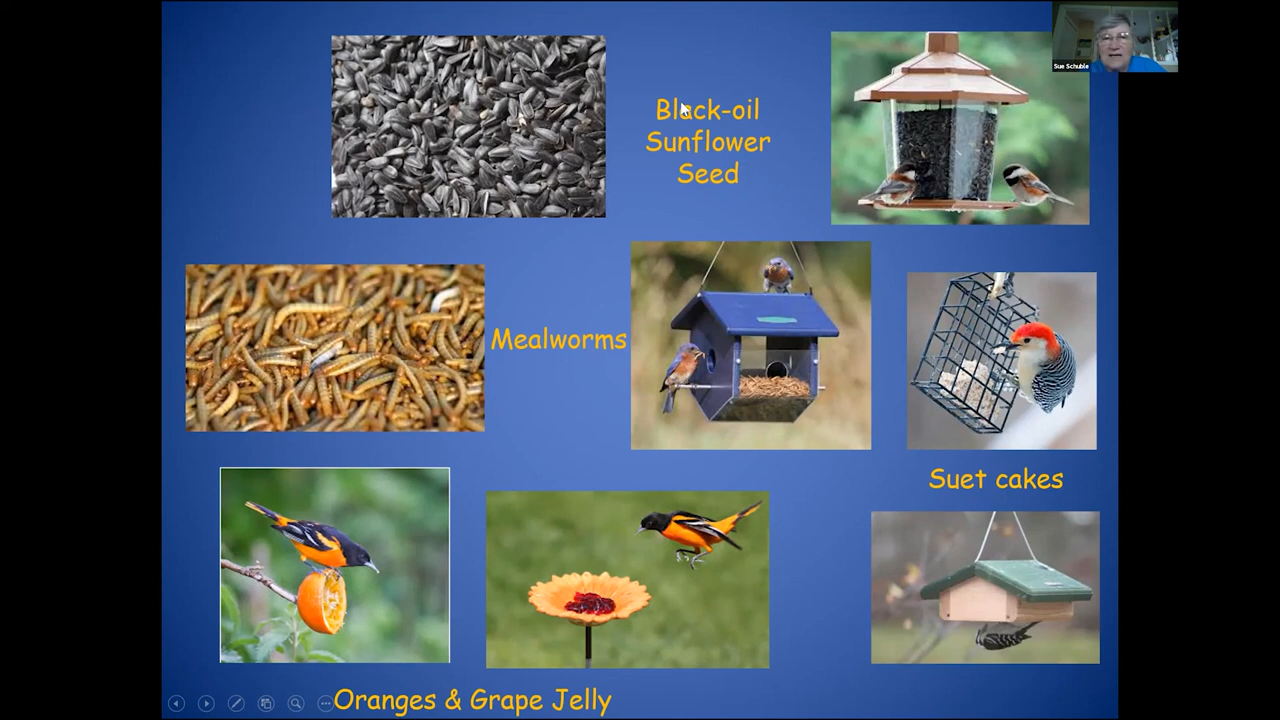 Sue Schuble
Black-oil
Sunflower
Seed
Mealworms
Suet cakes
Oranges & Grape Jelly